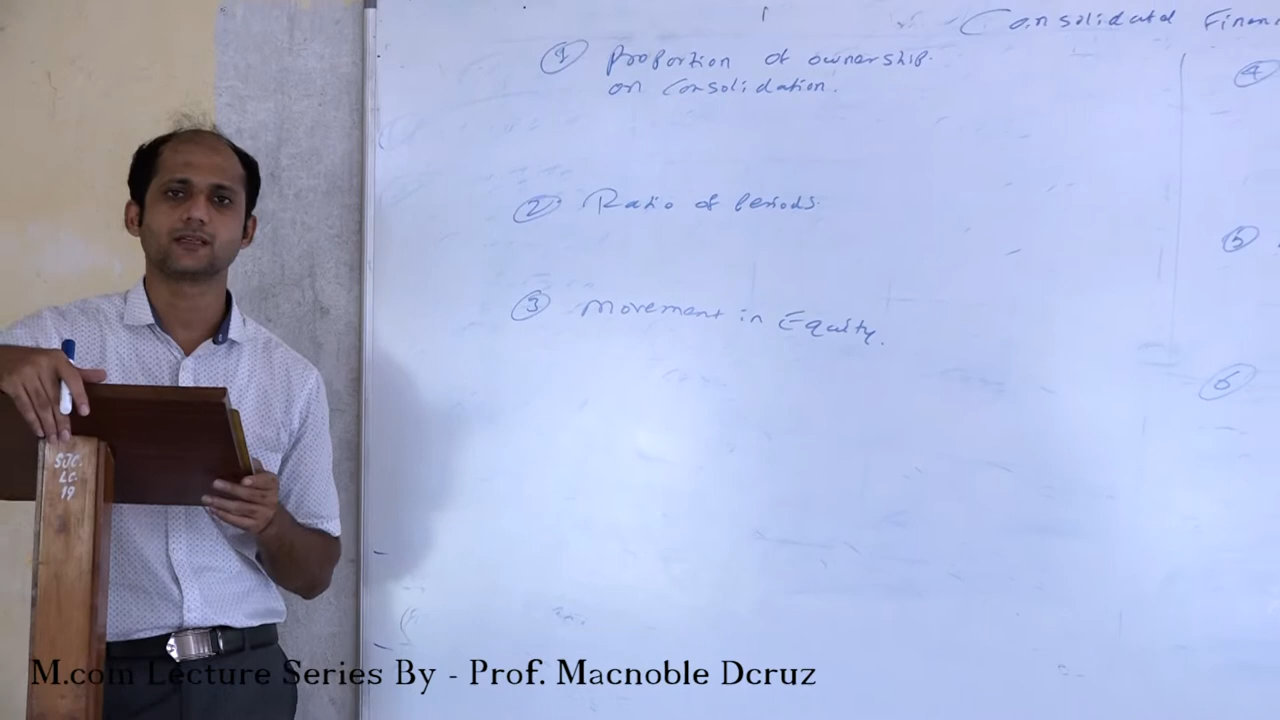 Consolidated Finan
① Proportion of ownership.
on Consolidation.
② Ratio of Periods.
③ Movement in Equity.
④
⑤
⑥
SJC.
LC.
19
M.com Lecture Series By - Prof. Macnoble Dcruz